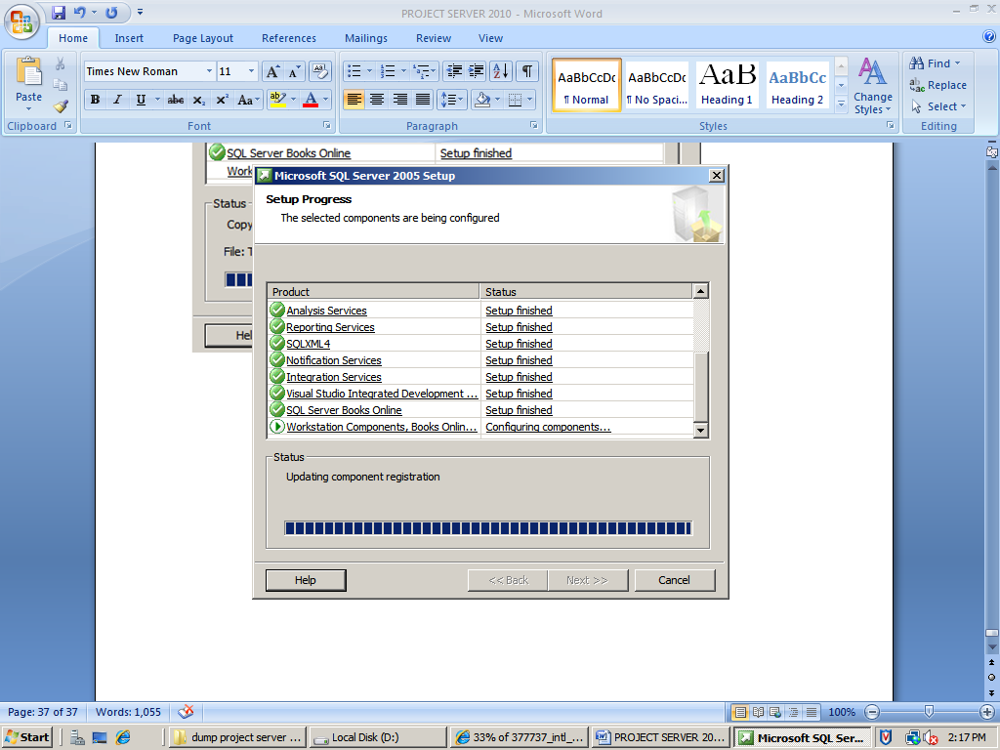 PROJECT SERVER 2010 - Microsoft Word
Home Insert Page Layout References Mailings Review View
Times New Roman 11
Paste
B I U abe x₂ x² Aa ab A
AaBbCcDc AaBbCcDc AaB AaBbCc
¶ Normal ¶ No Spaci... Heading 1 Heading 2
Change Styles
Find
Replace
Select
Clipboard Font Paragraph Styles Editing
SQL Server Books Online Setup finished
Work
Status
Copy
File: T
Hel
Microsoft SQL Server 2005 Setup
Setup Progress
The selected components are being configured
Product Status
Analysis Services Setup finished
Reporting Services Setup finished
SQLXML4 Setup finished
Notification Services Setup finished
Integration Services Setup finished
Visual Studio Integrated Development ... Setup finished
SQL Server Books Online Setup finished
Workstation Components, Books Onlin... Configuring components...
Status
Updating component registration
Help << Back Next >> Cancel
Page: 37 of 37 Words: 1,055 100%
Start dump project server ... Local Disk (D:) 33% of 377737_intl_... PROJECT SERVER 20... Microsoft SQL Ser... 2:17 PM